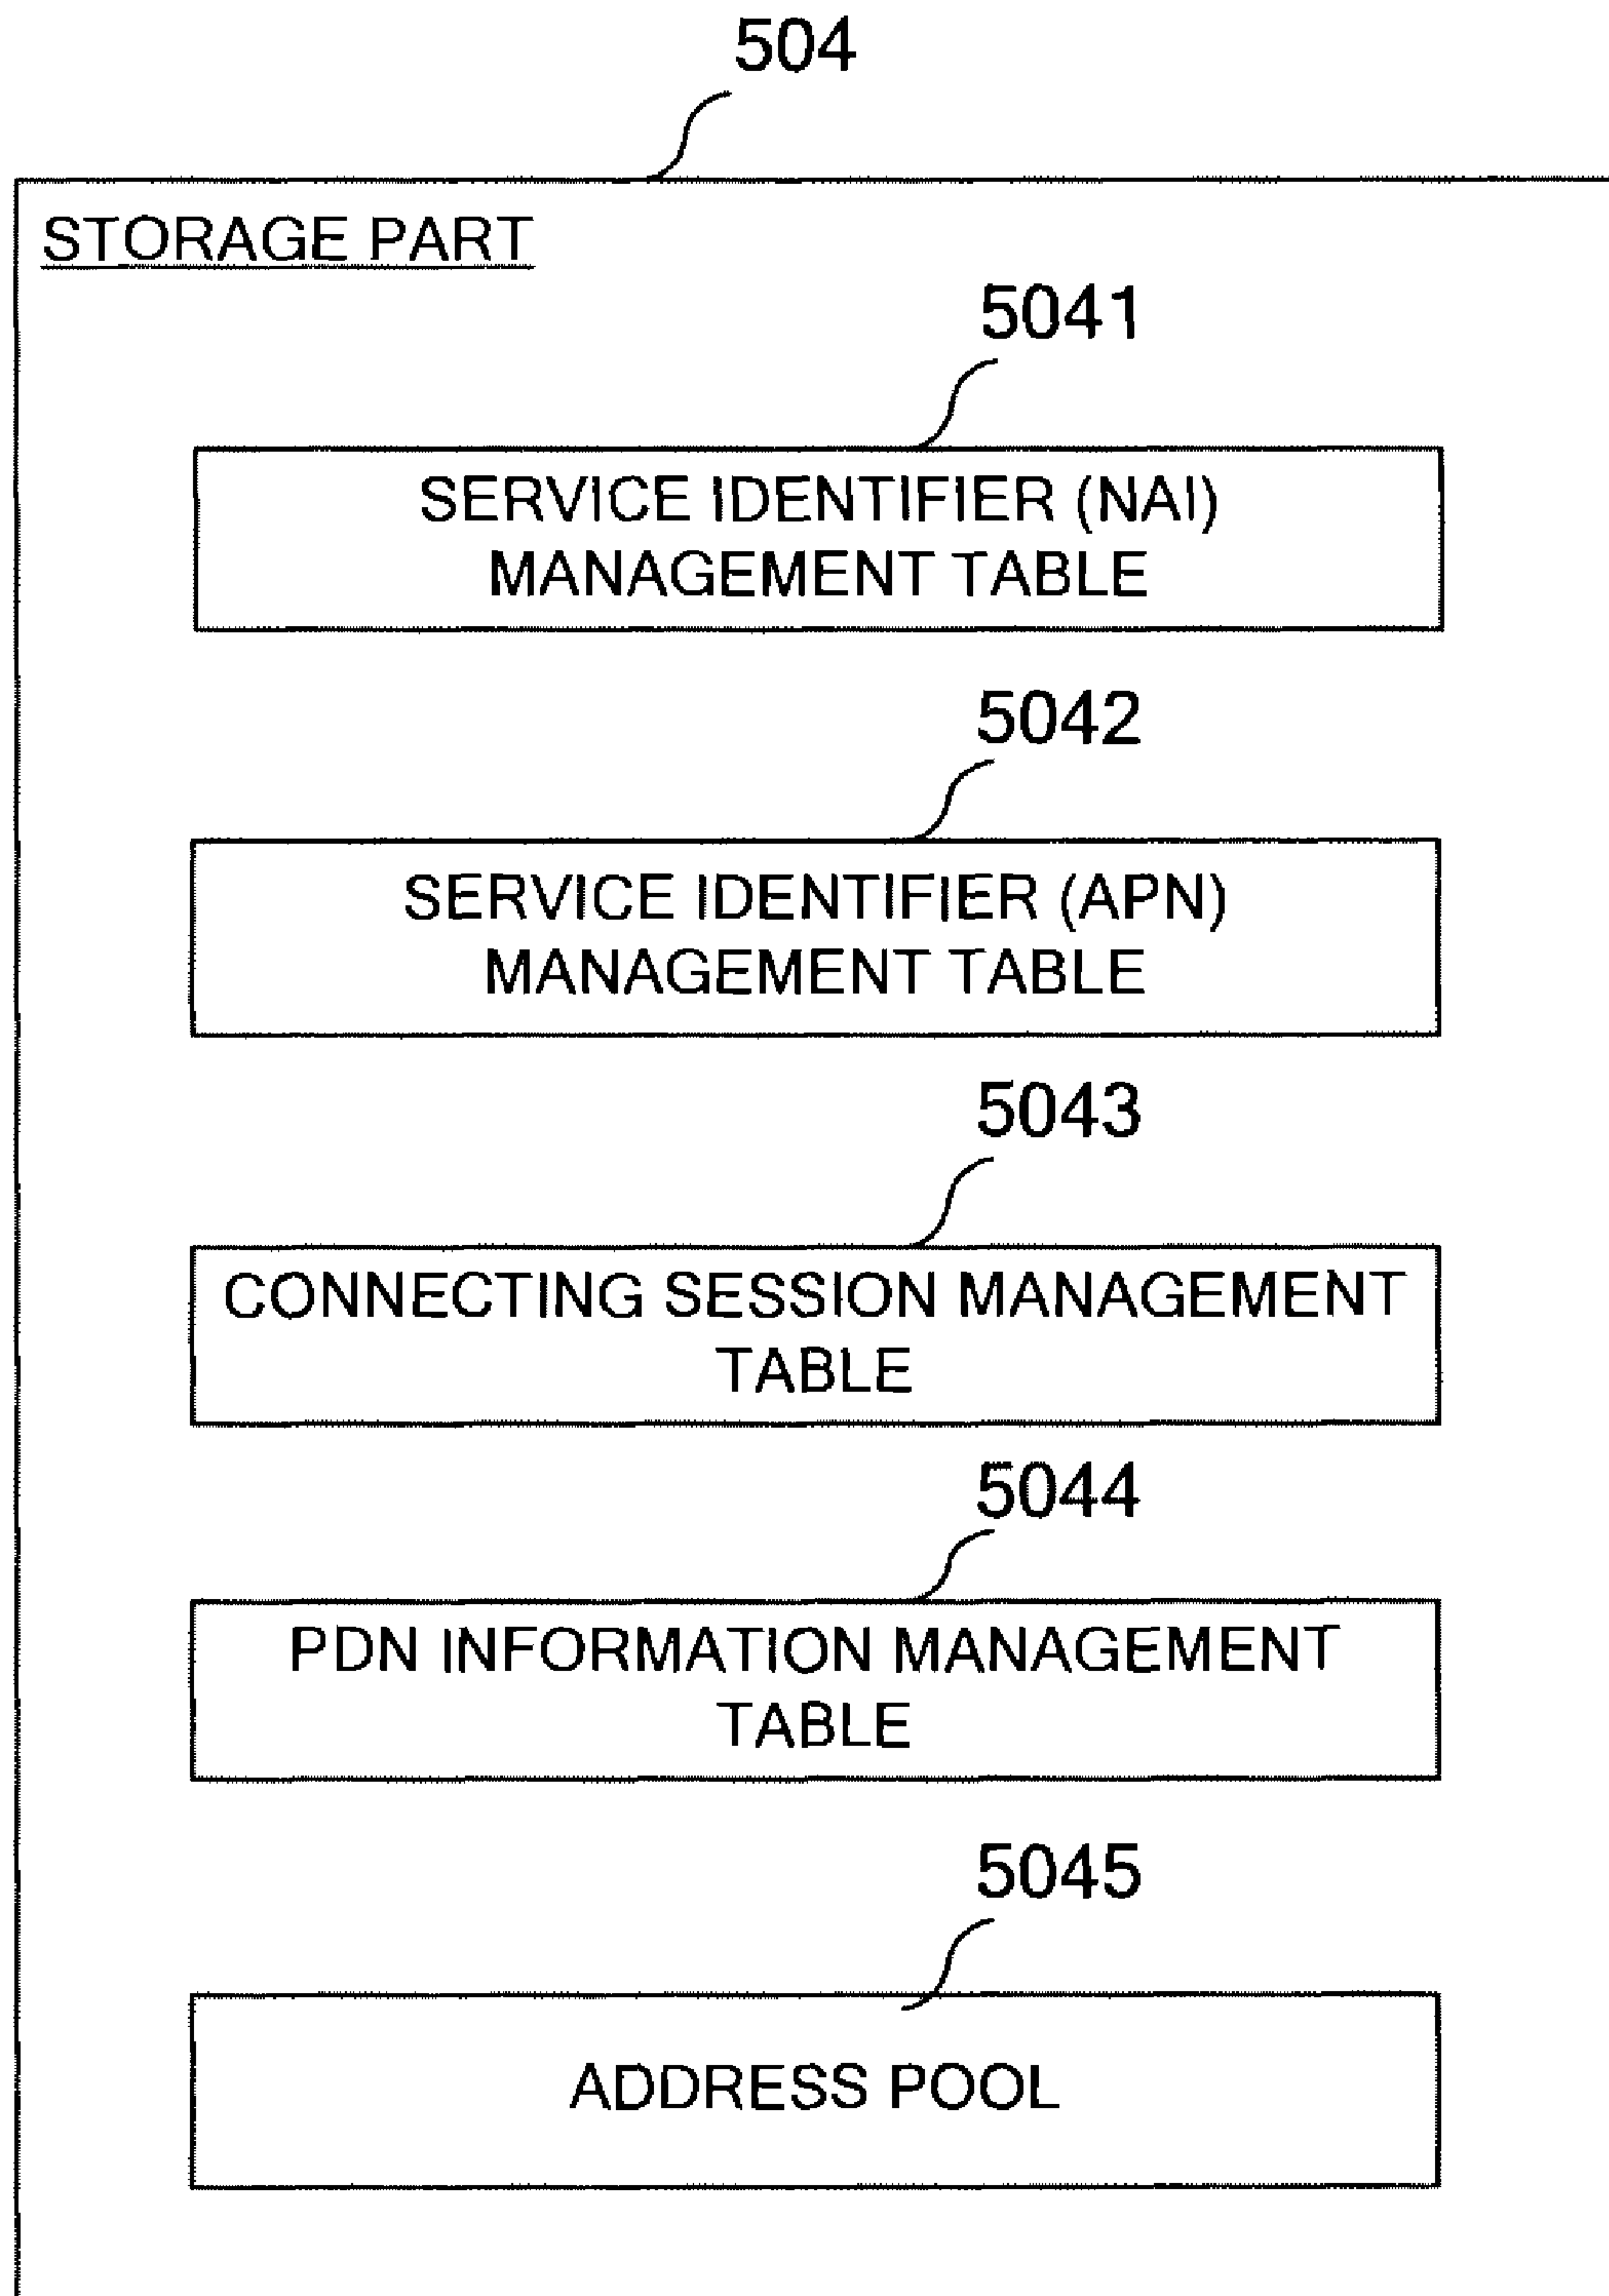 504
STORAGE PART
5041
SERVICE IDENTIFIER (NAI)
MANAGEMENT TABLE
5042
SERVICE IDENTIFIER (APN)
MANAGEMENT TABLE
5043
CONNECTING SESSION MANAGEMENT
TABLE
5044
PDN INFORMATION MANAGEMENT
TABLE
5045
ADDRESS POOL